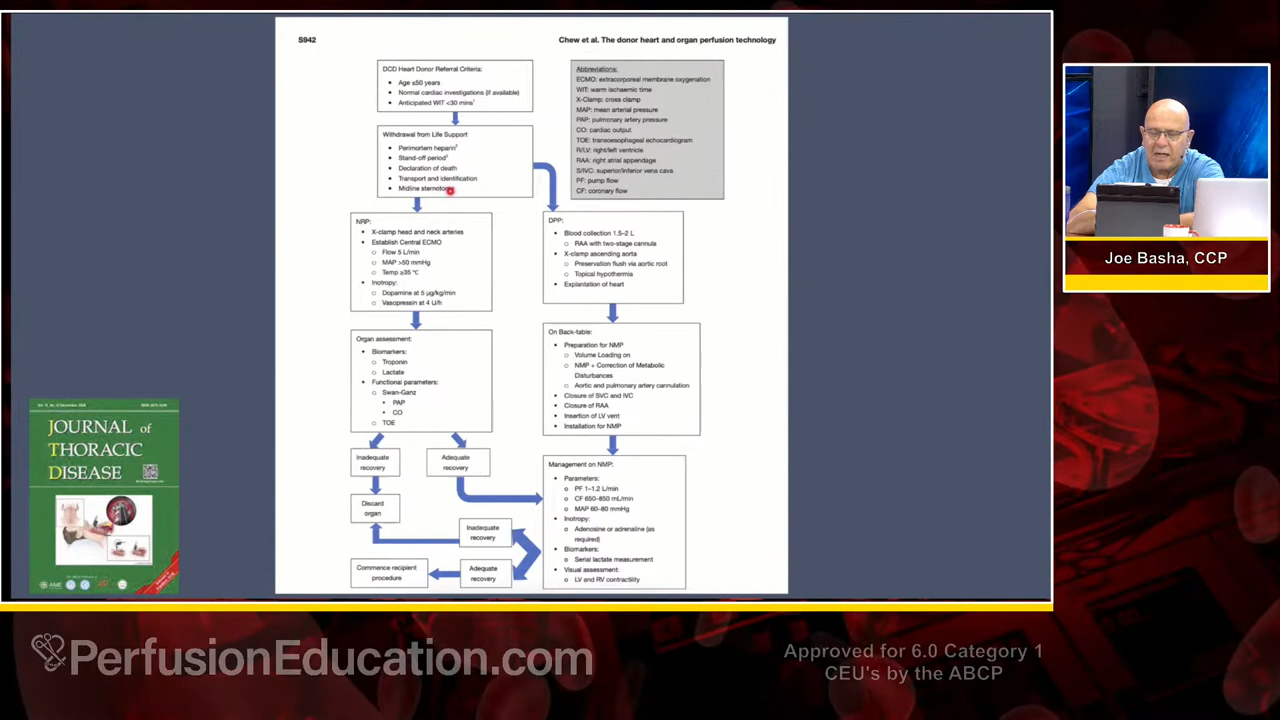 S942
Chew et al. The donor heart and organ perfusion technology
DCD Heart Donor Referral Criteria:
• Age ≤50 years
• Normal cardiac investigations (if available)
• Anticipated WIT <30 mins
Abbreviations:
ECMO: extracorporeal membrane oxygenation
WIT: warm ischaemic time
X-Clamp: cross clamp
MAP: mean arterial pressure
PAP: pulmonary artery pressure
CO: cardiac output
TOE: transoesophageal echocardiogram
R/LV: right/left ventricle
RAA: right atrial appendage
S/IVC: superior/inferior vena cava
PF: pump flow
CF: coronary flow
Withdrawal from Life Support
• Perimortem heparin
• Stand-off period
• Declaration of death
• Transport and identification
• Midline
NRP:
• X-clamp head and neck arteries
• Establish Central ECMO
o Flow 5 L/min
o MAP >50 mmHg
o Temp ≥35 °C
• Inotropy:
o Dopamine at 5 µg/kg/min
o Vasopressin at 4 U/h
DPP:
• Blood collection 1.5–2 L
o RAA with two-stage cannula
• X-clamp ascending aorta
o Preservation flush via aortic root
o Topical hypothermia
• Explantation of heart
Organ assessment:
• Biomarkers:
o Troponin
o Lactate
• Functional parameters:
o Swan-Ganz
• PAP
• CO
o TOE
On Back-table:
• Preparation for NMP
o Volume Loading on
o NMP + Correction of Metabolic
Disturbances
o Aortic and pulmonary artery cannulation
• Closure of SVC and IVC
• Closure of RAA
• Insertion of LV vent
• Installation for NMP
Inadequate
recovery
Adequate
recovery
Discard
organ
Management on NMP:
• Parameters:
o PF 1–1.2 L/min
o CF 650–850 mL/min
o MAP 60–80 mmHg
• Inotropy:
o Adenosine or adrenaline (as
required)
• Biomarkers:
o Serial lactate measurement
• Visual assessment:
o LV and RV contractility
Inadequate
recovery
Adequate
recovery
Commence recipient
procedure
JOURNAL of
THORACIC
DISEASE
AME
Joe Basha, CCP
PerfusionEducation.com
Approved for 6.0 Category 1
CEU's by the ABCP